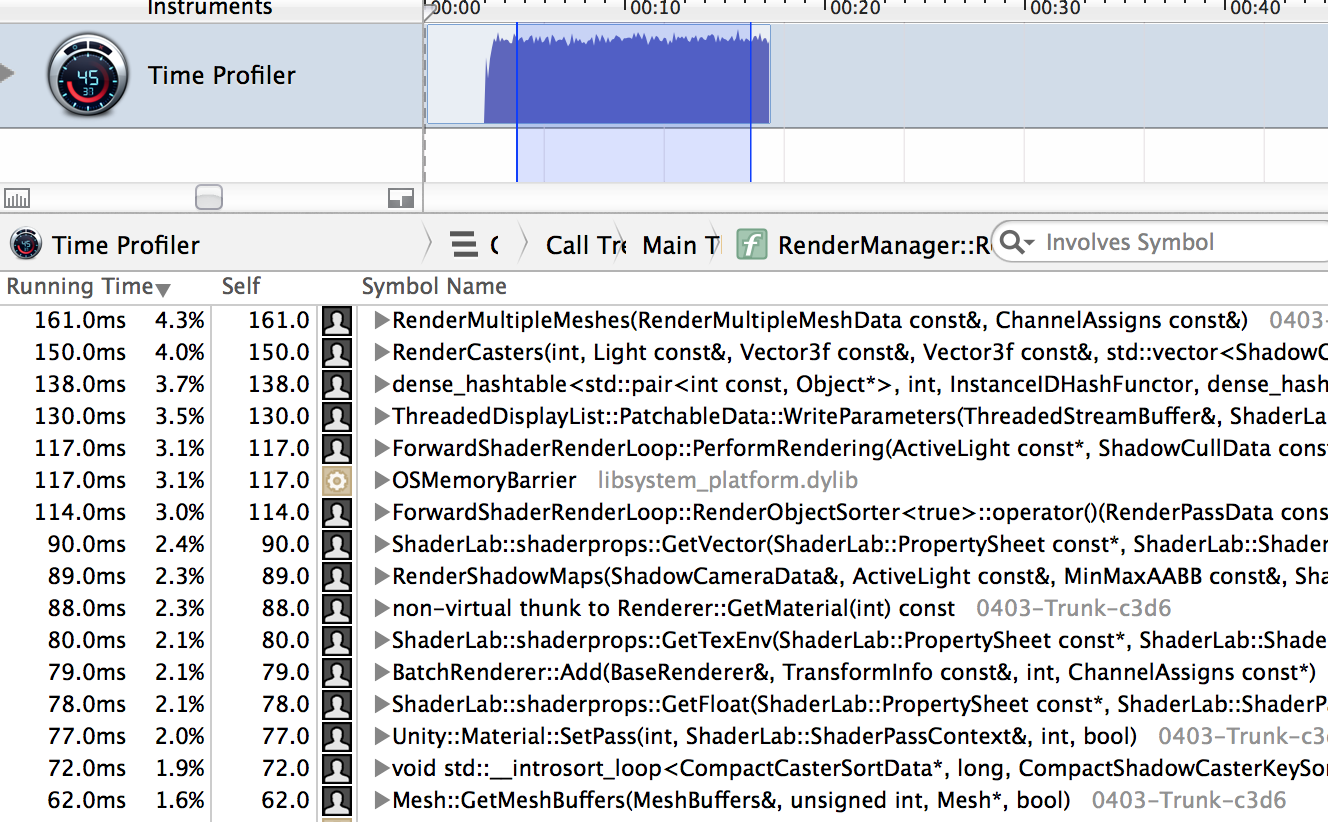 Instruments
00:00 00:10 00:20 00:30 00:40
45
37
Time Profiler
Time Profiler C Call Tre Main T f RenderManager::R Involves Symbol
Running Time Self Symbol Name
161.0ms 4.3% 161.0 RenderMultipleMeshes(RenderMultipleMeshData const&, ChannelAssigns const&) 0403-
150.0ms 4.0% 150.0 RenderCasters(int, Light const&, Vector3f const&, Vector3f const&, std::vector<ShadowC
138.0ms 3.7% 138.0 dense_hashtable<std::pair<int const, Object*>, int, InstanceIDHashFunctor, dense_hash
130.0ms 3.5% 130.0 ThreadedDisplayList::PatchableData::WriteParameters(ThreadedStreamBuffer&, ShaderLa
117.0ms 3.1% 117.0 ForwardShaderRenderLoop::PerformRendering(ActiveLight const*, ShadowCullData cons
117.0ms 3.1% 117.0 OSMemoryBarrier libsystem_platform.dylib
114.0ms 3.0% 114.0 ForwardShaderRenderLoop::RenderObjectSorter<true>::operator()(RenderPassData cons
90.0ms 2.4% 90.0 ShaderLab::shaderprops::GetVector(ShaderLab::PropertySheet const*, ShaderLab::Shader
89.0ms 2.3% 89.0 RenderShadowMaps(ShadowCameraData&, ActiveLight const&, MinMaxAABB const&, Sha
88.0ms 2.3% 88.0 non-virtual thunk to Renderer::GetMaterial(int) const 0403-Trunk-c3d6
80.0ms 2.1% 80.0 ShaderLab::shaderprops::GetTexEnv(ShaderLab::PropertySheet const*, ShaderLab::Shade
79.0ms 2.1% 79.0 BatchRenderer::Add(BaseRenderer&, TransformInfo const&, int, ChannelAssigns const*)
78.0ms 2.1% 78.0 ShaderLab::shaderprops::GetFloat(ShaderLab::PropertySheet const*, ShaderLab::ShaderPa
77.0ms 2.0% 77.0 Unity::Material::SetPass(int, ShaderLab::ShaderPassContext&, int, bool) 0403-Trunk-c3d
72.0ms 1.9% 72.0 void std::__introsort_loop<CompactCasterSortData*, long, CompactShadowCasterKeySor
62.0ms 1.6% 62.0 Mesh::GetMeshBuffers(MeshBuffers&, unsigned int, Mesh*, bool) 0403-Trunk-c3d6